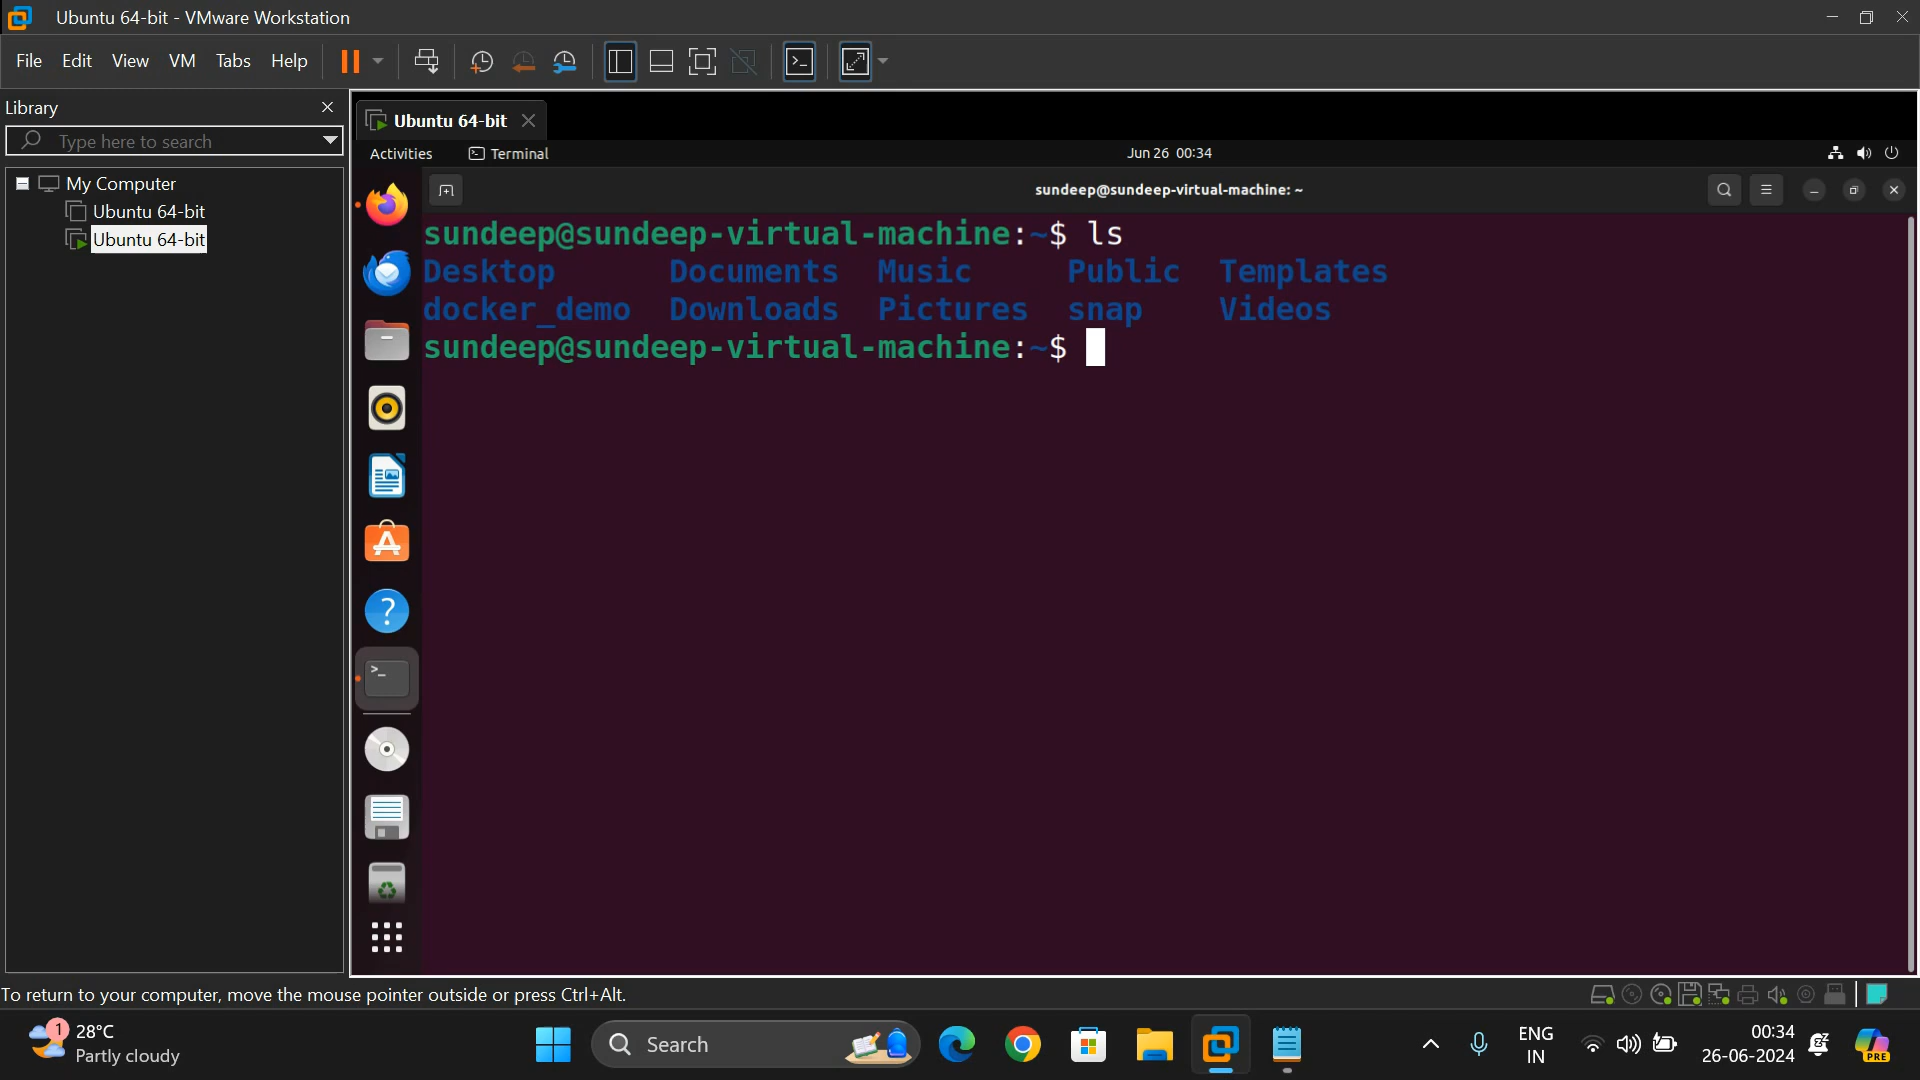 Ubuntu 64-bit - VMware Workstation
File Edit View VM Tabs Help
Library
Type here to search
My Computer
Ubuntu 64-bit
Ubuntu 64-bit
Ubuntu 64-bit
Activities Terminal Jun 26 00:34
sundeep@sundeep-virtual-machine: ~
sundeep@sundeep-virtual-machine:~$ ls
Desktop Documents Music Public Templates
docker_demo Downloads Pictures snap Videos
sundeep@sundeep-virtual-machine:~$
To return to your computer, move the mouse pointer outside or press Ctrl+Alt.
1 28°C
Partly cloudy
Search
ENG
IN
00:34
26-06-2024
PRE